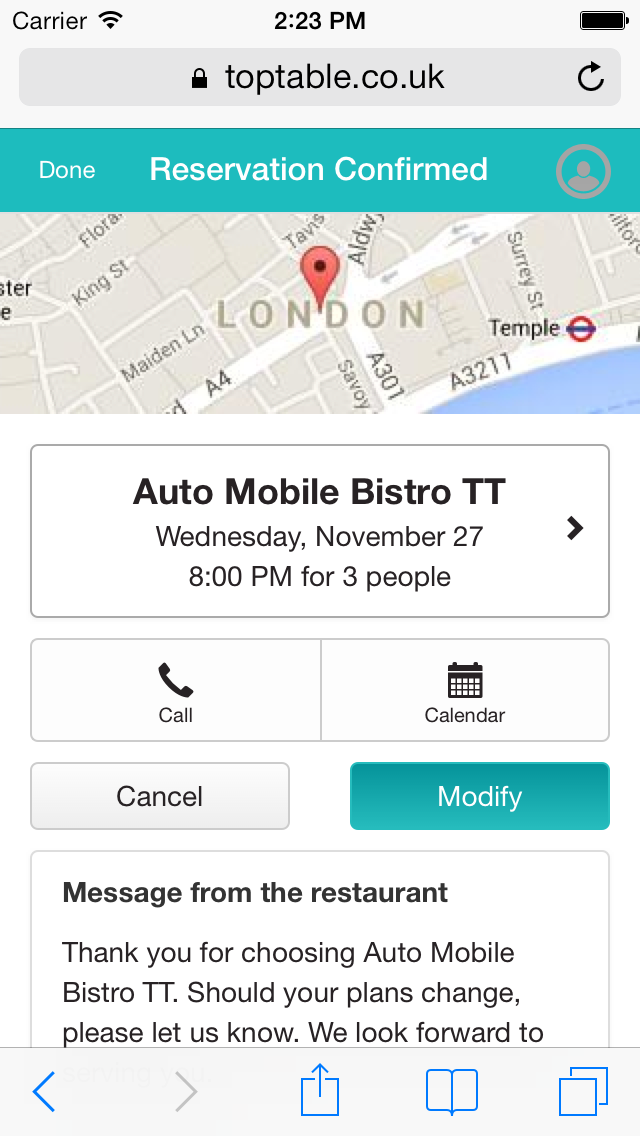 Carrier 2:23 PM
toptable.co.uk
Done Reservation Confirmed
Floral
Tavis
Aldwy
Surrey St
King St
ster
e
LONDON
Temple
Maiden Ln
A4
Savoy
A301
A3211
Auto Mobile Bistro TT
Wednesday, November 27
8:00 PM for 3 people
Call Calendar
Cancel Modify
Message from the restaurant
Thank you for choosing Auto Mobile
Bistro TT. Should your plans change,
please let us know. We look forward to
serving you.